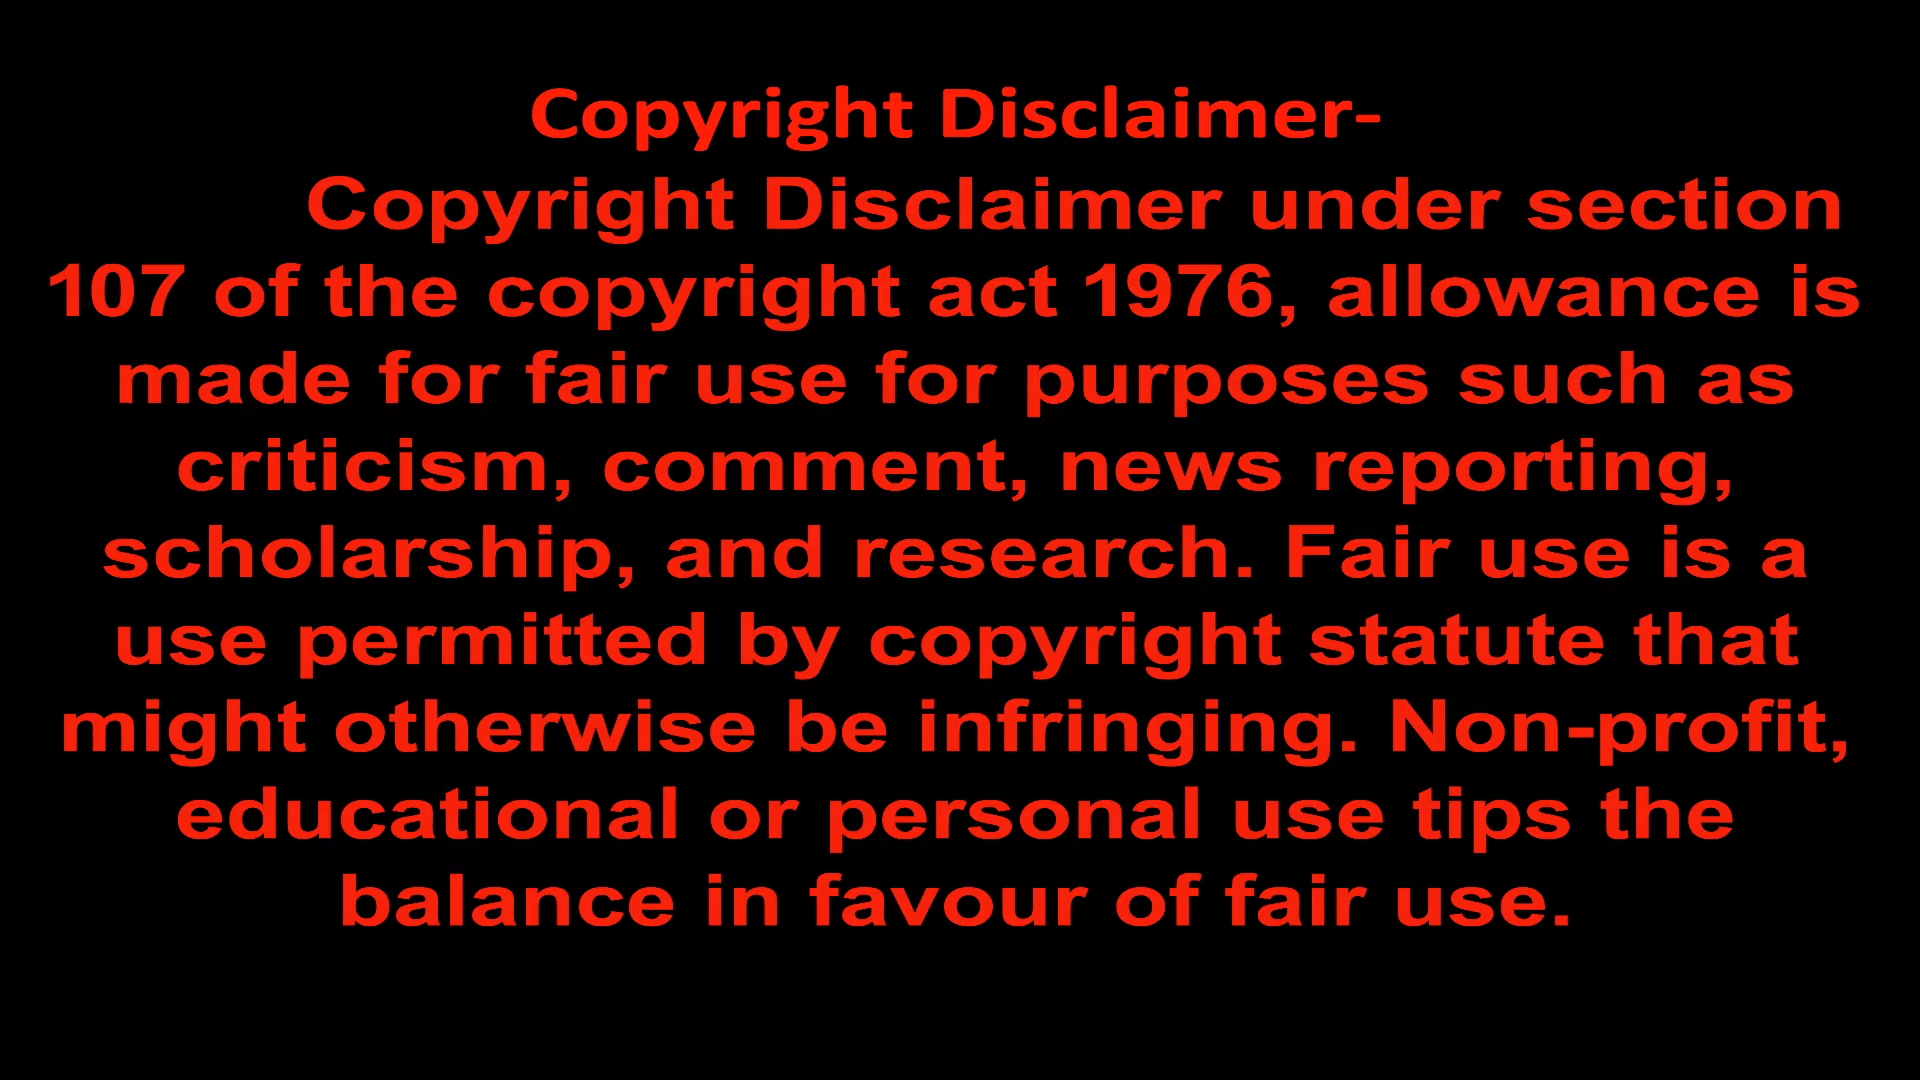 Copyright Disclaimer-
Copyright Disclaimer under section
107 of the copyright act 1976, allowance is
made for fair use for purposes such as
criticism, comment, news reporting,
scholarship, and research. Fair use is a
use permitted by copyright statute that
might otherwise be infringing. Non-profit,
educational or personal use tips the
balance in favour of fair use.